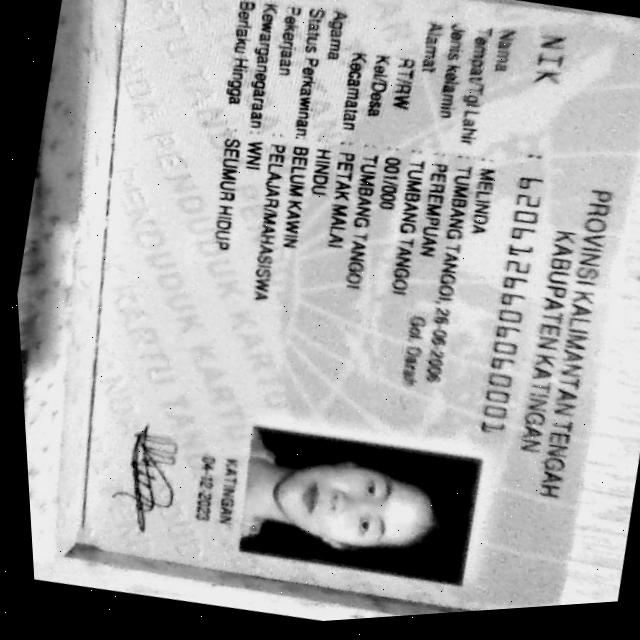 PROVINSI KALIMANTAN TENGAH
KABUPATEN KATINGAN
NIK : 6206126606060001
Nama : MELINDA
Tempat/Tgl Lahir : TUMBANG TANGOI, 26-06-2006
Jenis Kelamin : PEREMPUAN Gol. Darah
Alamat : TUMBANG TANGOI
RT/RW : 007/000
Kel/Desa : TUMBANG TANGOI
Kecamatan : PETAK MALAI
Agama : HINDU
Status Perkawinan: BELUM KAWIN
Pekerjaan : PELAJAR/MAHASISWA
Kewarganegaraan: WNI
Berlaku Hingga : SEUMUR HIDUP
KATINGAN
04-12-2023